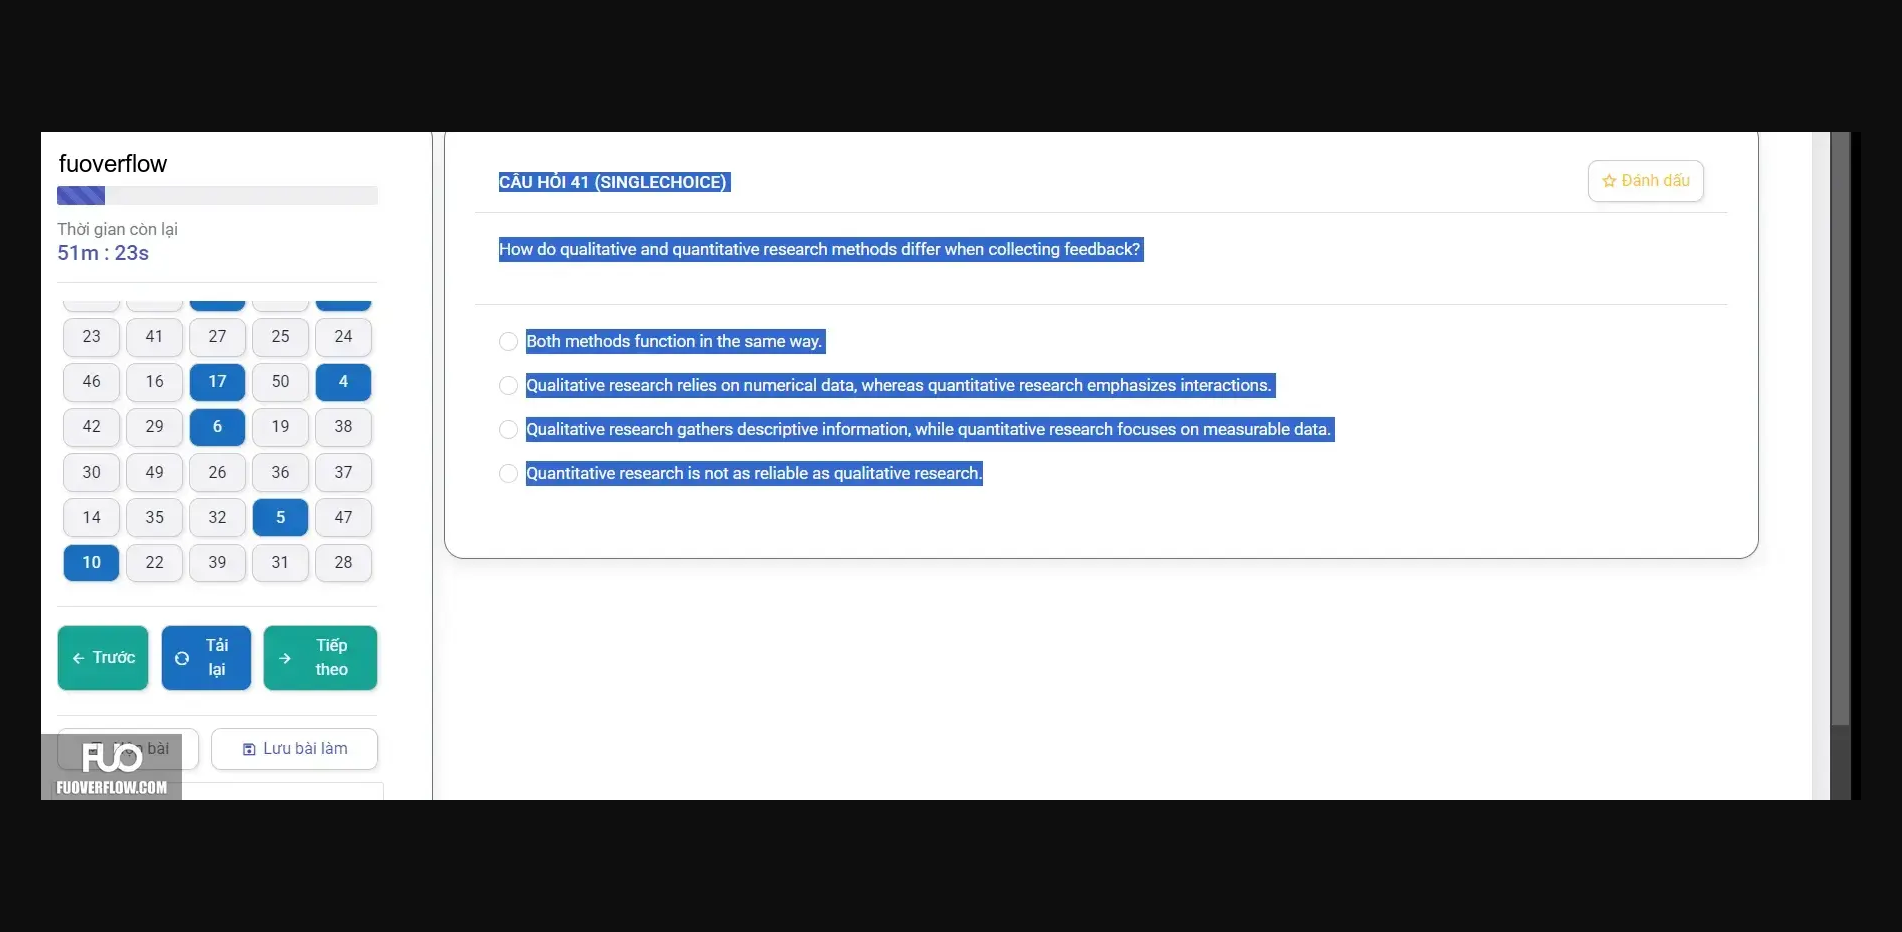 fuoverflow
Thời gian còn lại
51m : 23s
23 41 27 25 24
46 16 17 50 4
42 29 6 19 38
30 49 26 36 37
14 35 32 5 47
10 22 39 31 28
Trước
Tải lại
Tiếp theo
bài
Lưu bài làm
FUO
FUOVERFLOW.COM
CÂU HỎI 41 (SINGLECHOICE)
Đánh dấu
How do qualitative and quantitative research methods differ when collecting feedback?
Both methods function in the same way.
Qualitative research relies on numerical data, whereas quantitative research emphasizes interactions.
Qualitative research gathers descriptive information, while quantitative research focuses on measurable data.
Quantitative research is not as reliable as qualitative research.